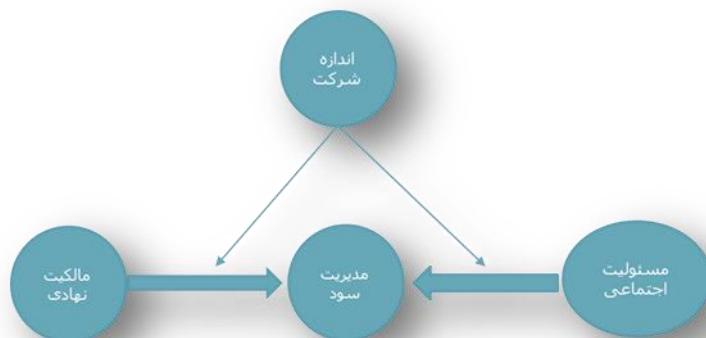 اندازه
شرکت
مسئولیت
اجتماعی
مدیریت
سود
مالکیت
نهادی